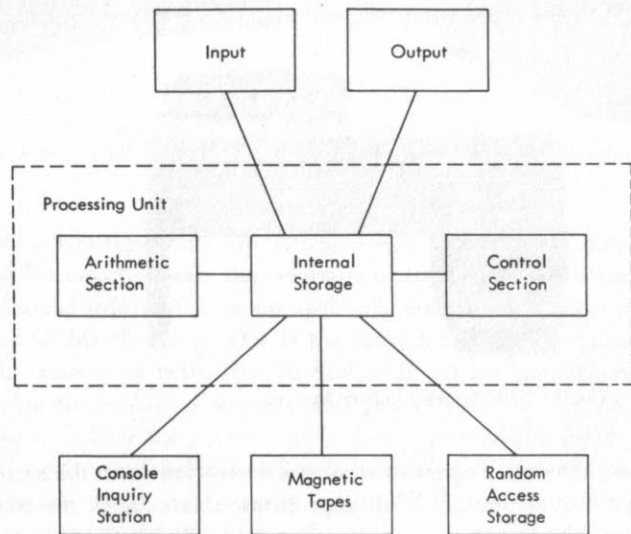 Input
Output
Processing Unit
Arithmetic
Section
Internal
Storage
Control
Section
Console
Inquiry
Station
Magnetic
Tapes
Random
Access
Storage